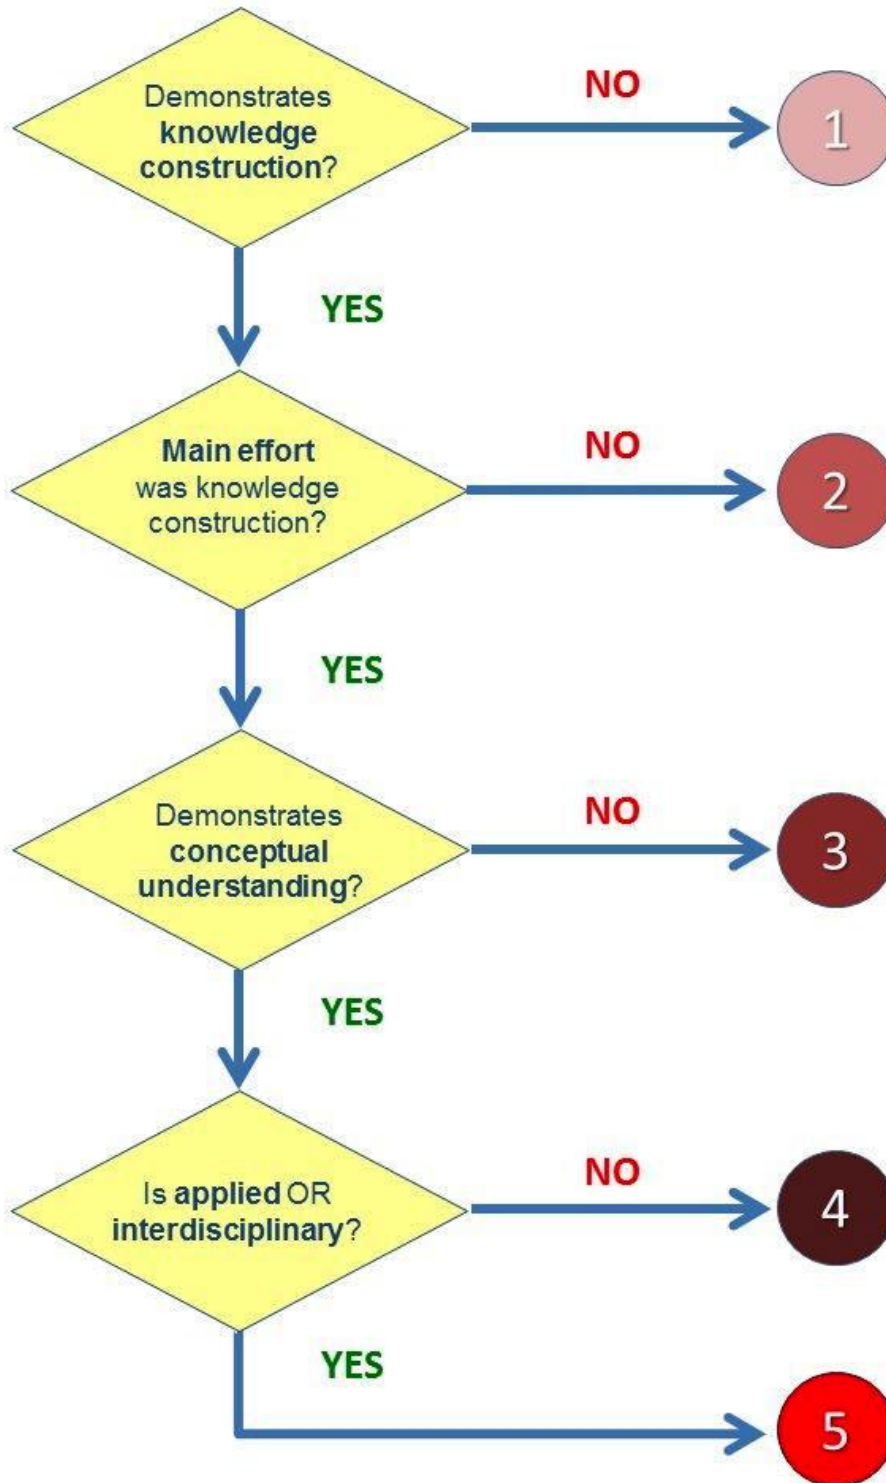 Demonstrates
knowledge
construction?
NO
1
YES
Main effort
was knowledge
construction?
NO
2
YES
Demonstrates
conceptual
understanding?
NO
3
YES
Is applied OR
interdisciplinary?
NO
4
YES
5